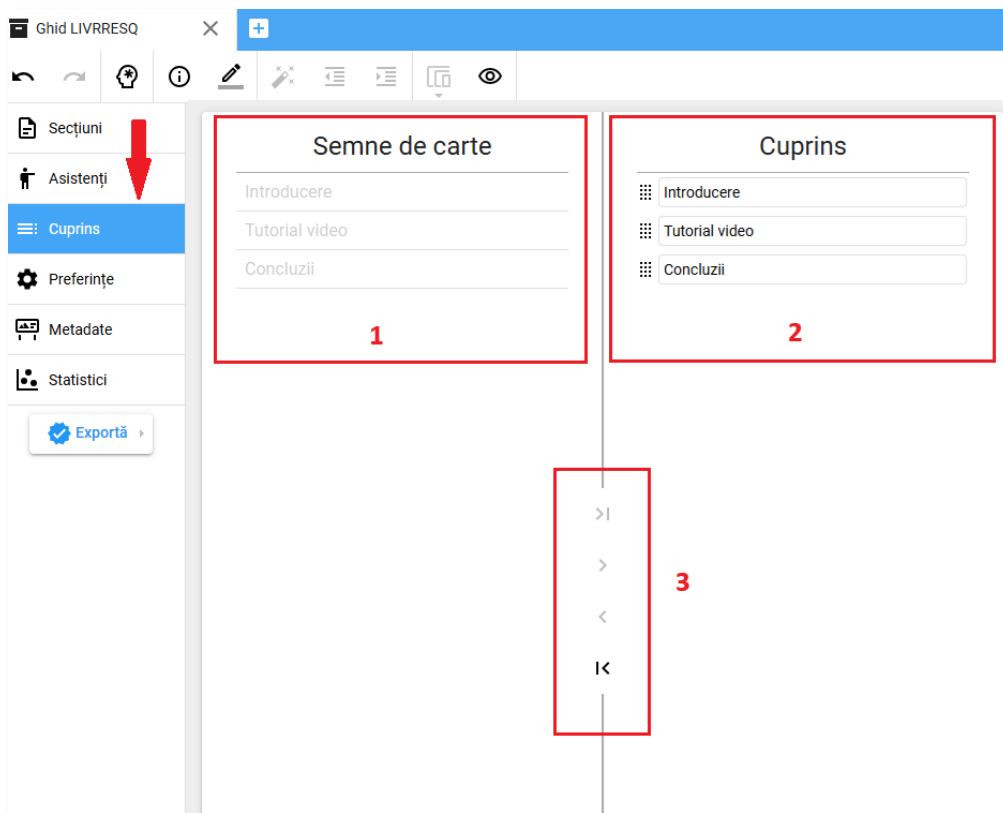 Ghid LIVRRESQ
Secțiuni
Asistenți
Cuprins
Preferințe
Metadate
Statistici
Exportă
Semne de carte
Introducere
Tutorial video
Concluzii
1
Cuprins
Introducere
Tutorial video
Concluzii
2
3